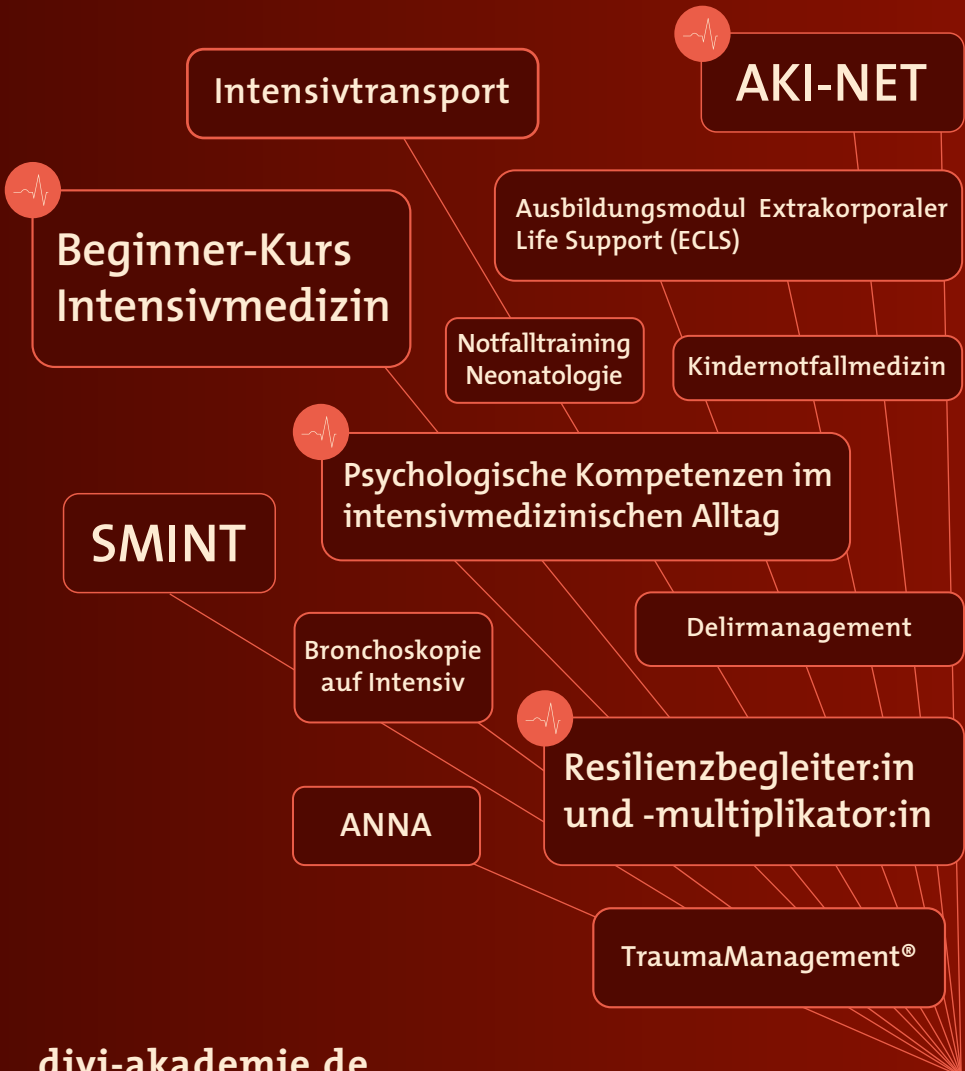 AKI-NET
Intensivtransport
Ausbildungsmodul Extrakorporaler
Life Support (ECLS)
Beginner-Kurs
Intensivmedizin
Notfalltraining
Neonatologie
Kindernotfallmedizin
Psychologische Kompetenzen im
intensivmedizinischen Alltag
SMINT
Delirmanagement
Bronchoskopie
auf Intensiv
Resilienzbegleiter:in
und -multiplikator:in
ANNA
TraumaManagement®
divi-akademie.de